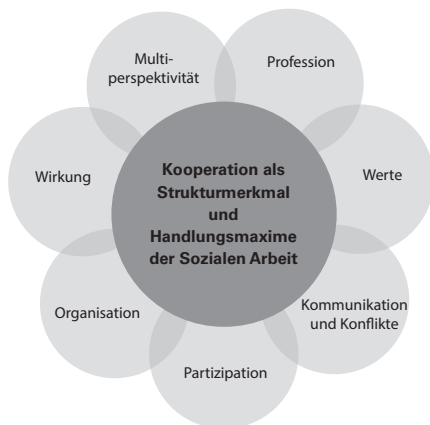 Multi-
perspektivität
Profession
Wirkung
Kooperation als
Strukturmerkmal
und
Handlungsmaxime
der Sozialen Arbeit
Werte
Organisation
Kommunikation
und Konflikte
Partizipation